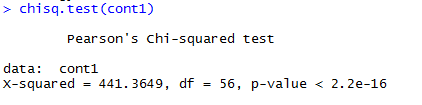 > chisq.test(cont1)
Pearson's Chi-squared test
data:  cont1
X-squared = 441.3649, df = 56, p-value < 2.2e-16